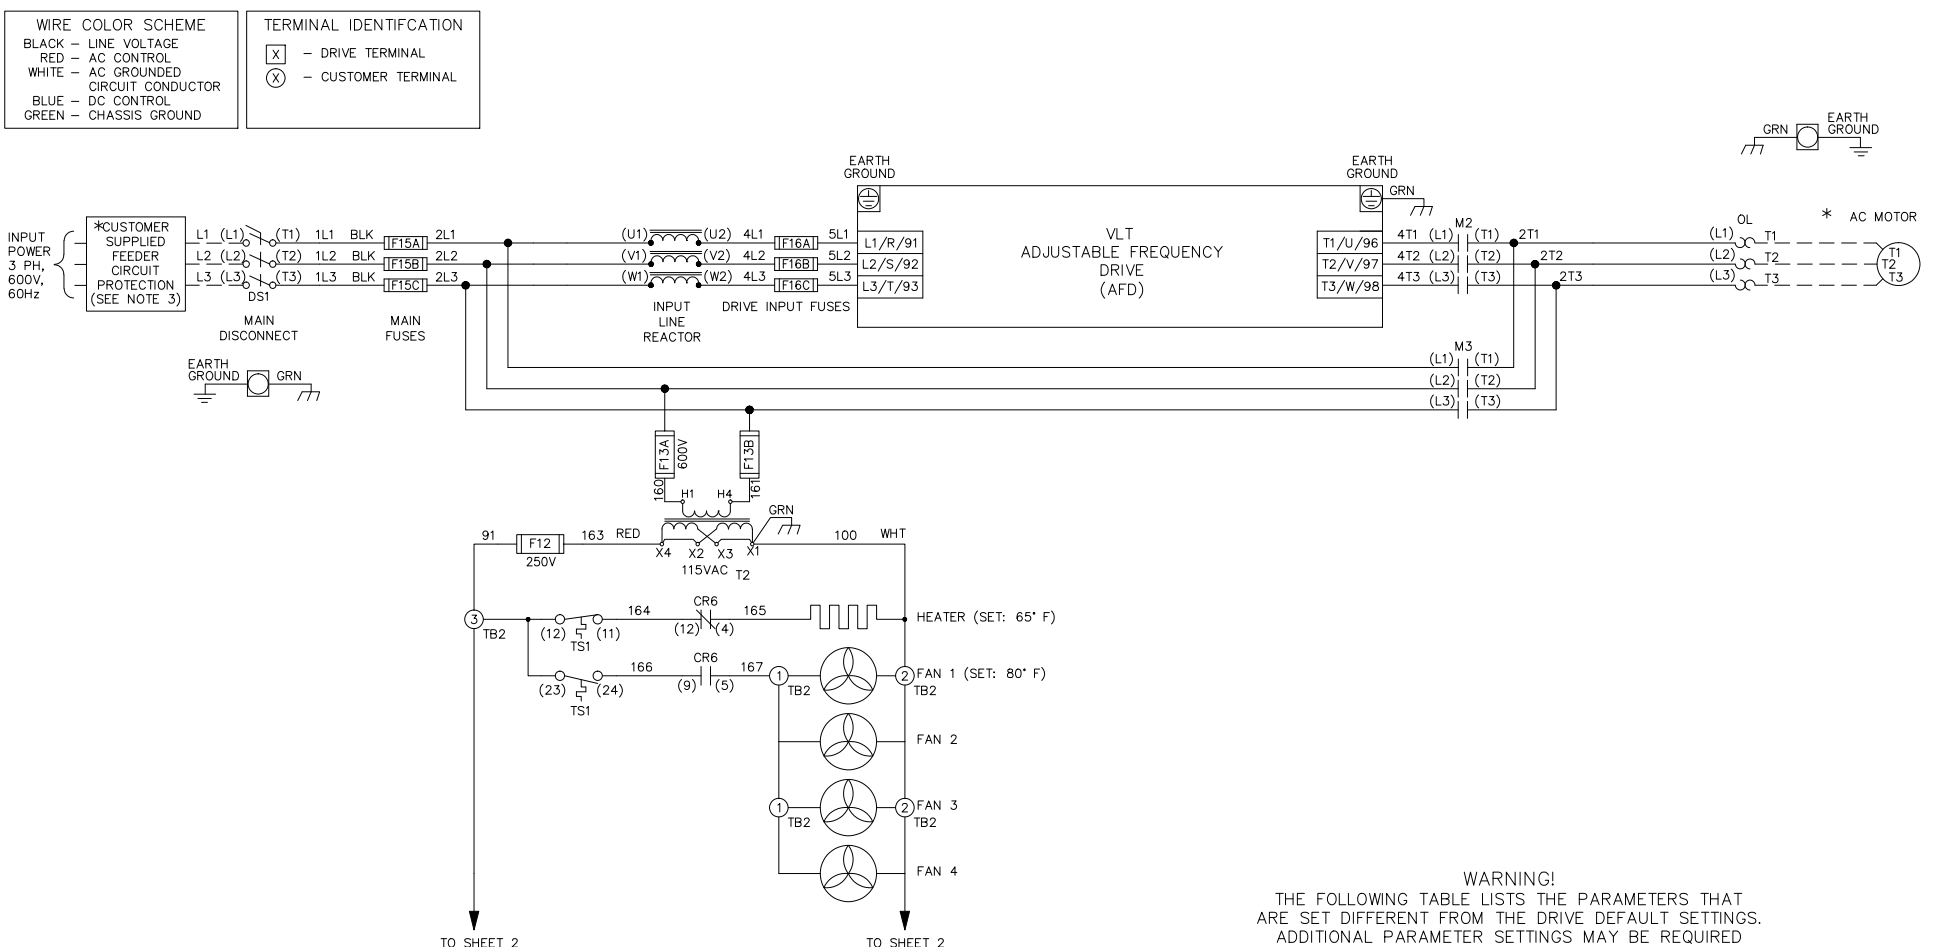 WIRE COLOR SCHEME
BLACK – LINE VOLTAGE
RED – AC CONTROL
WHITE – AC GROUNDED
CIRCUIT CONDUCTOR
BLUE – DC CONTROL
GREEN – CHASSIS GROUND
TERMINAL IDENTIFCATION
X – DRIVE TERMINAL
X – CUSTOMER TERMINAL
GRN
EARTH
GROUND
INPUT
POWER
3 PH,
600V,
60Hz
*CUSTOMER
SUPPLIED
FEEDER
CIRCUIT
PROTECTION
(SEE NOTE 3)
L1 (L1) (T1) 1L1 BLK F15A 2L1
L2 (L2) (T2) 1L2 BLK F15B 2L2
L3 (L3) (T3) 1L3 BLK F15C 2L3
DS1
MAIN
DISCONNECT
MAIN
FUSES
EARTH
GROUND
GRN
(U1) (U2) 4L1 F16A 5L1
(V1) (V2) 4L2 F16B 5L2
(W1) (W2) 4L3 F16C 5L3
INPUT
LINE
REACTOR
DRIVE INPUT FUSES
EARTH
GROUND
L1/R/91
L2/S/92
L3/T/93
VLT
ADJUSTABLE FREQUENCY
DRIVE
(AFD)
EARTH
GROUND
GRN
T1/U/96
T2/V/97
T3/W/98
M2
4T1 (L1) (T1) 2T1
4T2 (L2) (T2) 2T2
4T3 (L3) (T3) 2T3
OL
(L1) T1
(L2) T2
(L3) T3
* AC MOTOR
T1
T2
T3
M3
(L1) (T1)
(L2) (T2)
(L3) (T3)
F13A
600V
F13B
160
161
H1 H4
GRN
91 F12 163 RED
250V
X4 X2 X3 X1
115VAC T2
100 WHT
3
TB2
(12) (11)
TS1
164
CR6
(12) (4)
165
HEATER (SET: 65° F)
(23) (24)
TS1
166
CR6
(9) (5)
167
1
TB2
2
TB2
FAN 1 (SET: 80° F)
FAN 2
1
TB2
2
TB2
FAN 3
FAN 4
TO SHEET 2
TO SHEET 2
WARNING!
THE FOLLOWING TABLE LISTS THE PARAMETERS THAT
ARE SET DIFFERENT FROM THE DRIVE DEFAULT SETTINGS.
ADDITIONAL PARAMETER SETTINGS MAY BE REQUIRED